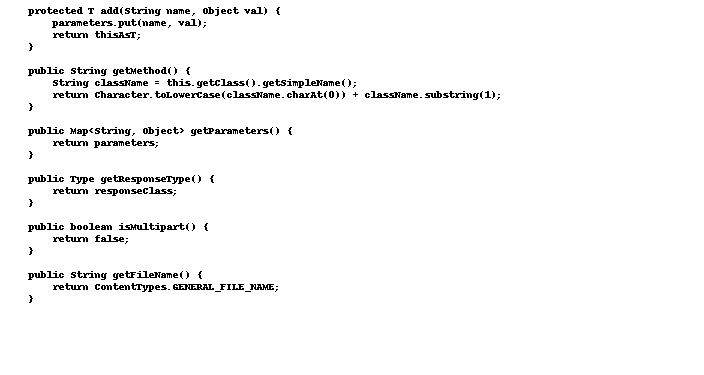 protected T add(String name, Object val) {
    parameters.put(name, val);
    return thisAsT;
}

public String getMethod() {
    String className = this.getClass().getSimpleName();
    return Character.toLowerCase(className.charAt(0)) + className.substring(1);
}

public Map<String, Object> getParameters() {
    return parameters;
}

public Type getResponseType() {
    return responseClass;
}

public boolean isMultipart() {
    return false;
}

public String getFileName() {
    return ContentTypes.GENERAL_FILE_NAME;
}